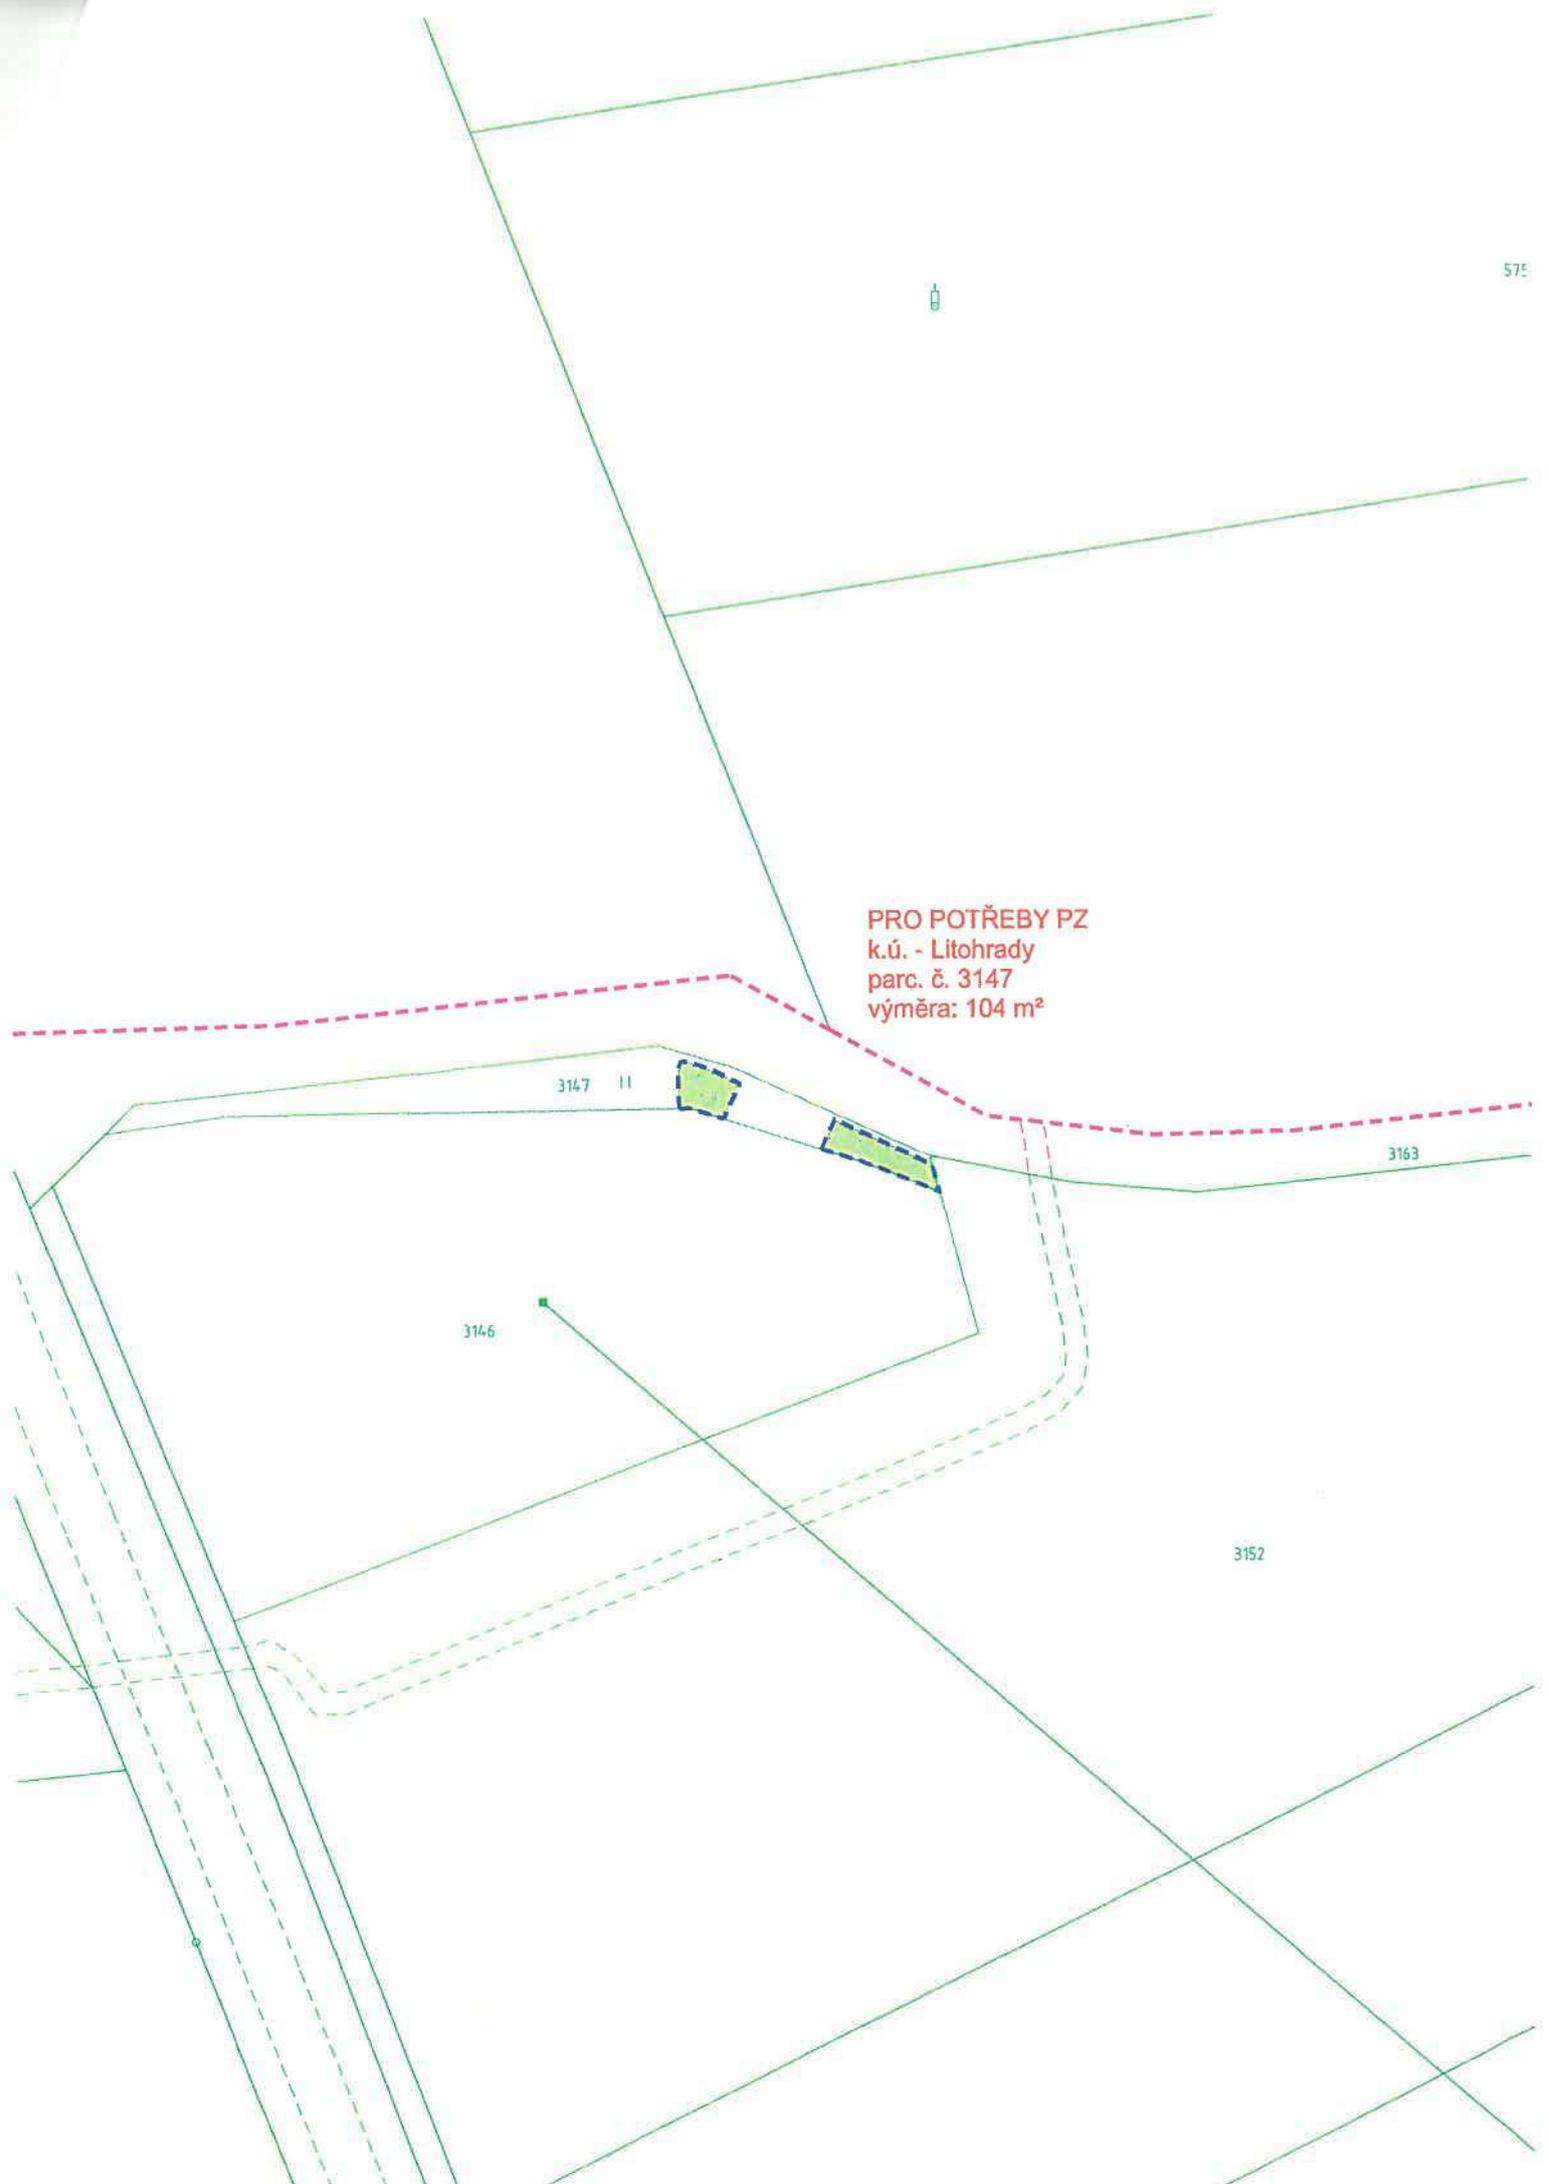 575
PRO POTŘEBY PZ
k.ú. - Litohrady
parc. č. 3147
výměra: 104 m²
3147
3163
3146
3152